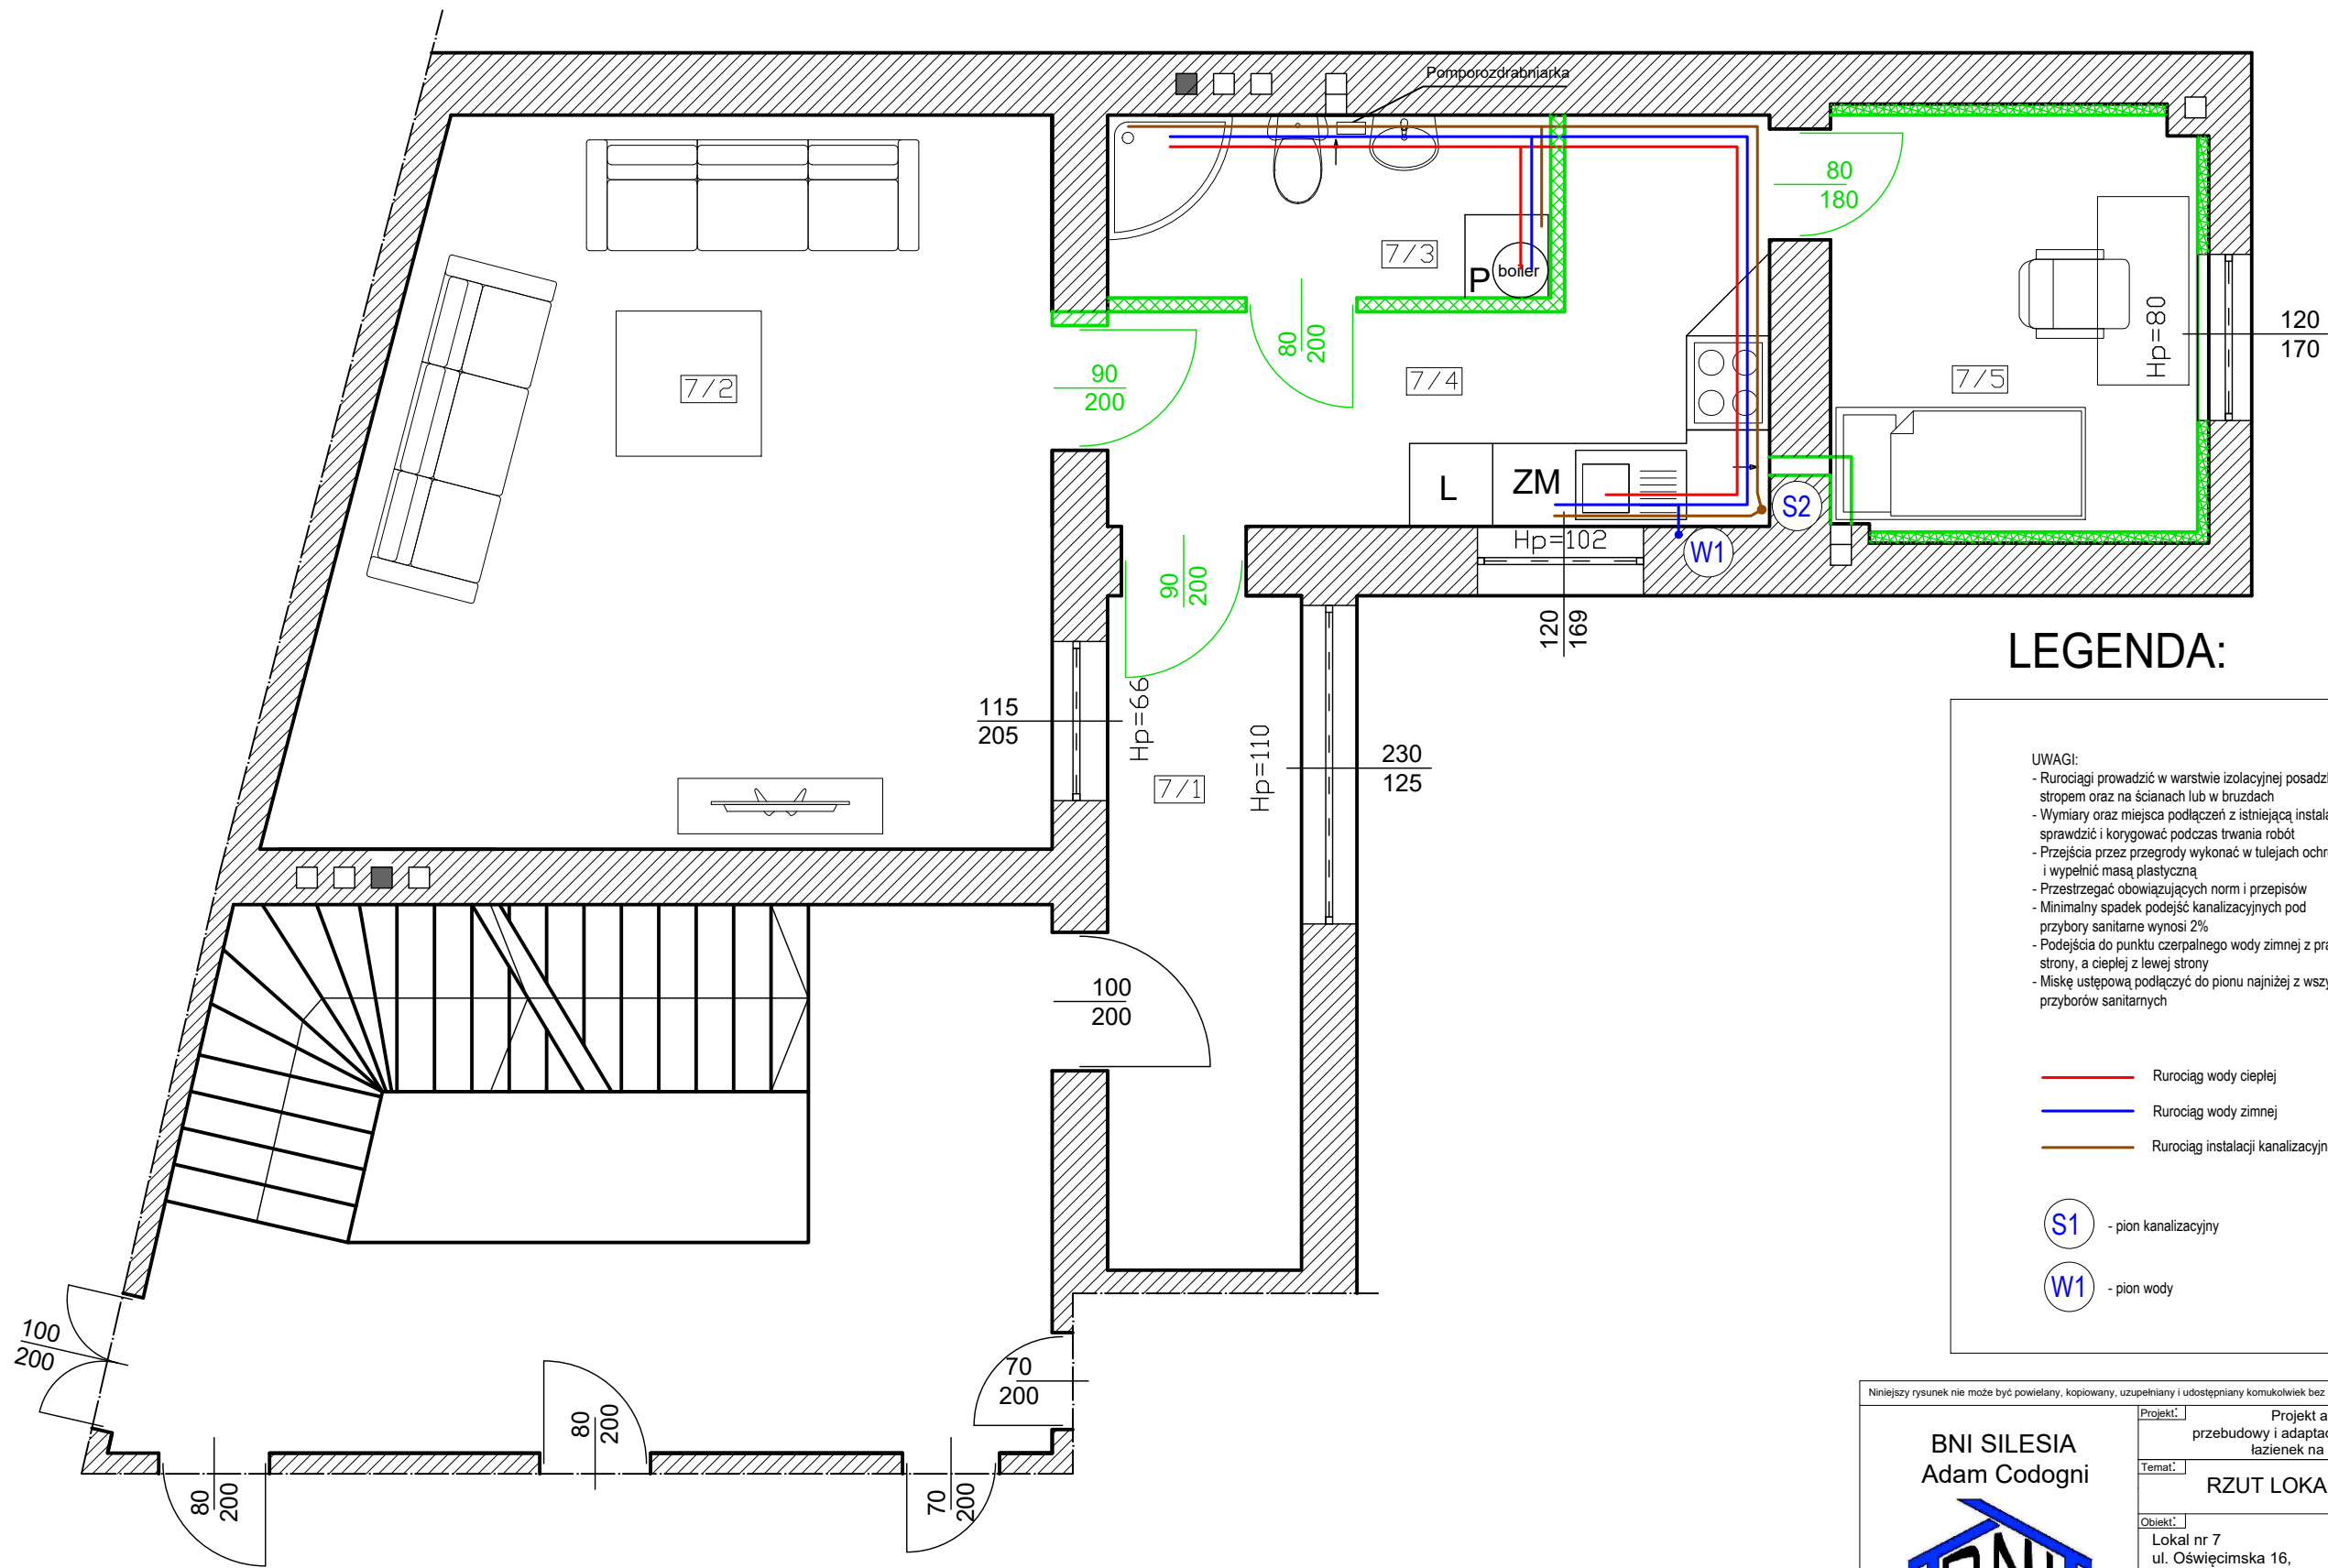 Pomporozdrabniarka
80
180
7/3
P
boiler
80
200
90
200
7/2
7/4
7/5
Hp=80
120
170
L
ZM
S2
W1
Hp=102
120
169
90
200
115
205
Hp=66
7/1
Hp=110
230
125
100
200
100
200
70
200
80
200
80
200
70
200
LEGENDA:
UWAGI:
- Rurociągi prowadzić w warstwie izolacyjnej
stropem oraz na ścianach lub w bruzdach
- Wymiary oraz miejsca podłączeń z istniejącą
sprawdzić i korygować podczas trwania robót
- Przejścia przez przegrody wykonać w tulejach
i wypełnić masą plastyczną
- Przestrzegać obowiązujących norm i przepisów
- Minimalny spadek podejść kanalizacyjnych pod
przybory sanitarne wynosi 2%
- Podejścia do punktu czerpalnego wody zimnej z
strony, a ciepłej z lewej strony
- Miskę ustępową podłączyć do pionu najniżej z
przyborów sanitarnych
Rurociąg wody ciepłej
Rurociąg wody zimnej
Rurociąg instalacji
S1 - pion kanalizacyjny
W1 - pion wody
Niniejszy rysunek nie może być powielany, kopiowany, uzupełniany i udostępniany komukolwiek bez
BNI SILESIA
Adam Codogni
Projekt:
Projekt
przebudowy i
łazienek na
Temat:
RZUT
Obiekt:
Lokal nr 7
ul. Oświęcimska 16,